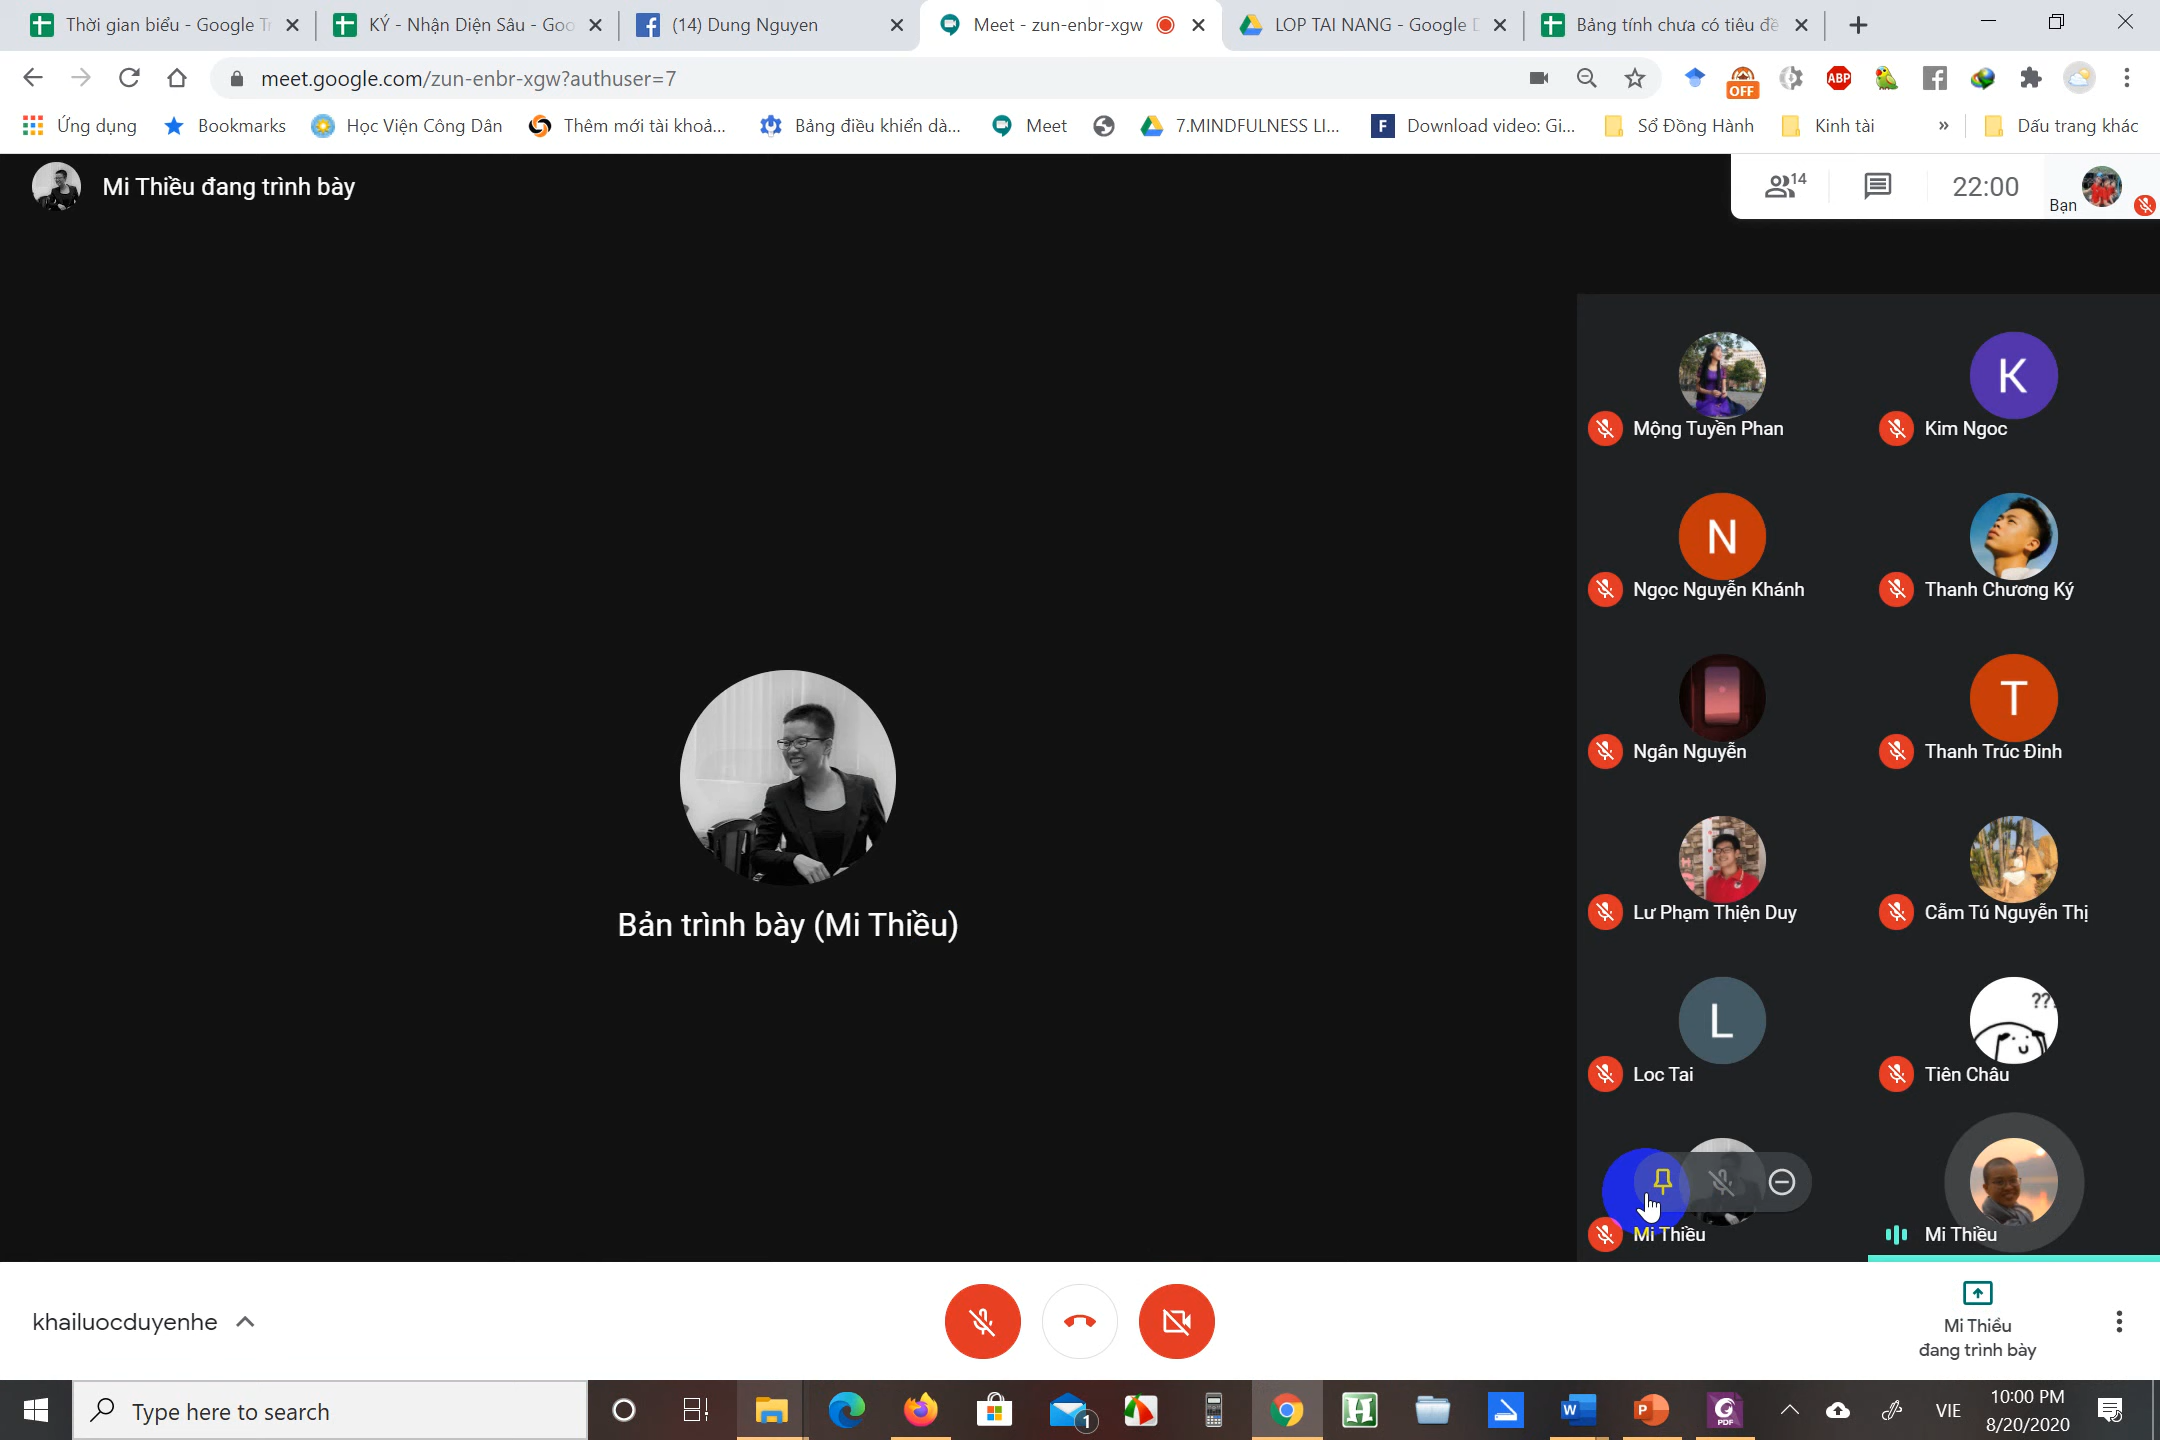 Thời gian biểu - Google Tr
KÝ - Nhận Diện Sâu - Goo
(14) Dung Nguyen
Meet - zun-enbr-xgw
LOP TAI NANG - Google D
Bảng tính chưa có tiêu đề
meet.google.com/zun-enbr-xgw?authuser=7
OFF
ABP
Ứng dụng
Bookmarks
Học Viện Công Dân
Thêm mới tài khoả...
Bảng điều khiển dà...
Meet
7.MINDFULNESS LI...
F
Download video: Gi...
Sổ Đồng Hành
Kinh tài
»
Dấu trang khác
Mi Thiều đang trình bày
14
22:00
Bạn
Mộng Tuyền Phan
K
Kim Ngoc
N
Ngọc Nguyễn Khánh
Thanh Chương Ký
Ngân Nguyễn
T
Thanh Trúc Đinh
Lư Phạm Thiện Duy
Cẩm Tú Nguyễn Thị
L
Loc Tai
??
Tiên Châu
Mi Thiều
Mi Thiều
Bản trình bày (Mi Thiều)
khailuocduyenhe
Mi Thiều
đang trình bày
Type here to search
1
H
W
P
PDF
VIE
10:00 PM
8/20/2020